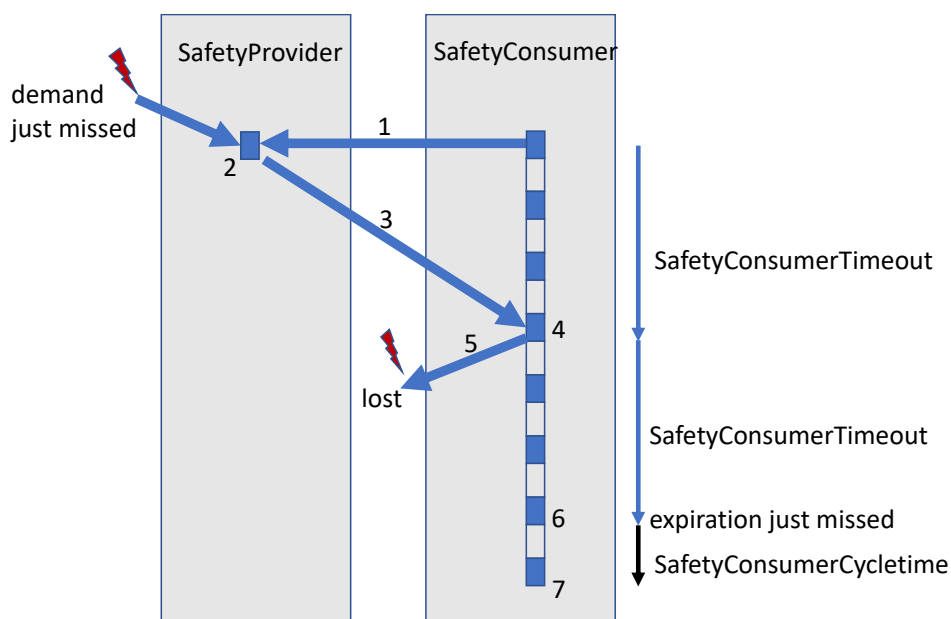 SafetyProvider
SafetyConsumer
demand
just missed
1
2
3
SafetyConsumerTimeout
4
5
lost
SafetyConsumerTimeout
6
expiration just missed
SafetyConsumerCycletime
7